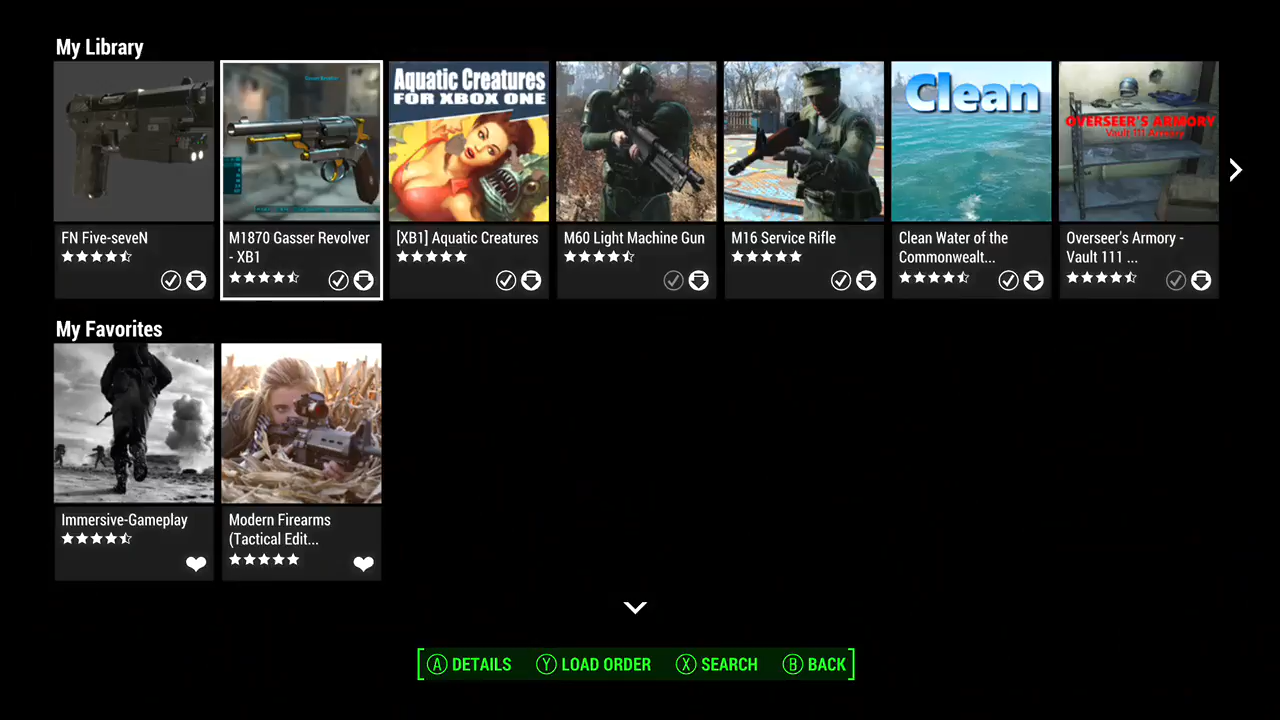 My Library
Aquatic Creatures
FOR XBOX ONE
Clean
OVERSEER'S ARMORY
Vault 111 Armory
FN Five-seveN
M1870 Gasser Revolver
- XB1
[XB1] Aquatic Creatures
M60 Light Machine Gun
M16 Service Rifle
Clean Water of the
Commonwealt...
Overseer's Armory -
Vault 111 ...
My Favorites
Immersive-Gameplay
Modern Firearms
(Tactical Edit...
A DETAILS Y LOAD ORDER X SEARCH B BACK